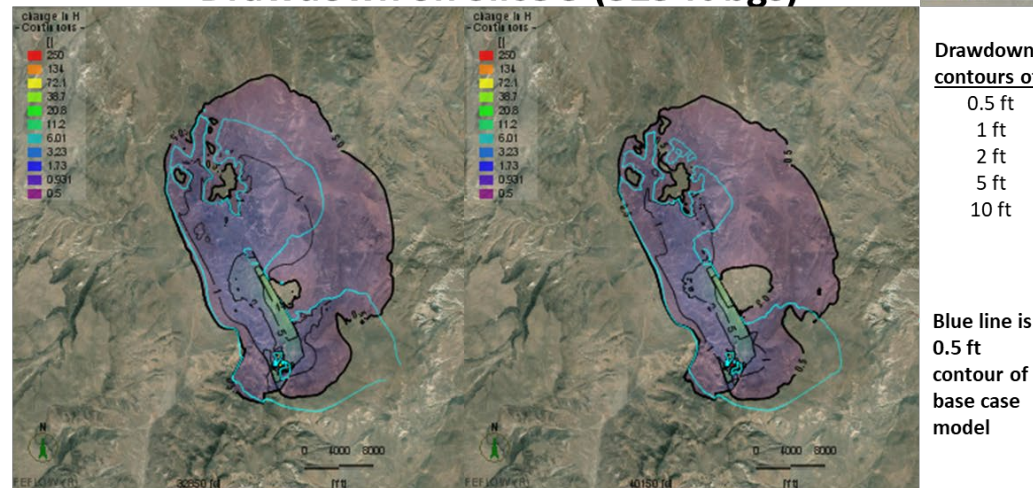 change in H
- Continuous -
[]
250
134
72.1
38.7
20.8
11.2
6.01
3.23
1.73
0.931
0.5
N
0 4000 8000
FEFLOW (R)
change in H
- Continuous -
[]
250
134
72.1
38.7
20.8
11.2
6.01
3.23
1.73
0.931
0.5
N
0 4000 8000
FEFLOW (R)
Drawdown
contours of
0.5 ft
1 ft
2 ft
5 ft
10 ft
Blue line is
0.5 ft
contour of
base case
model